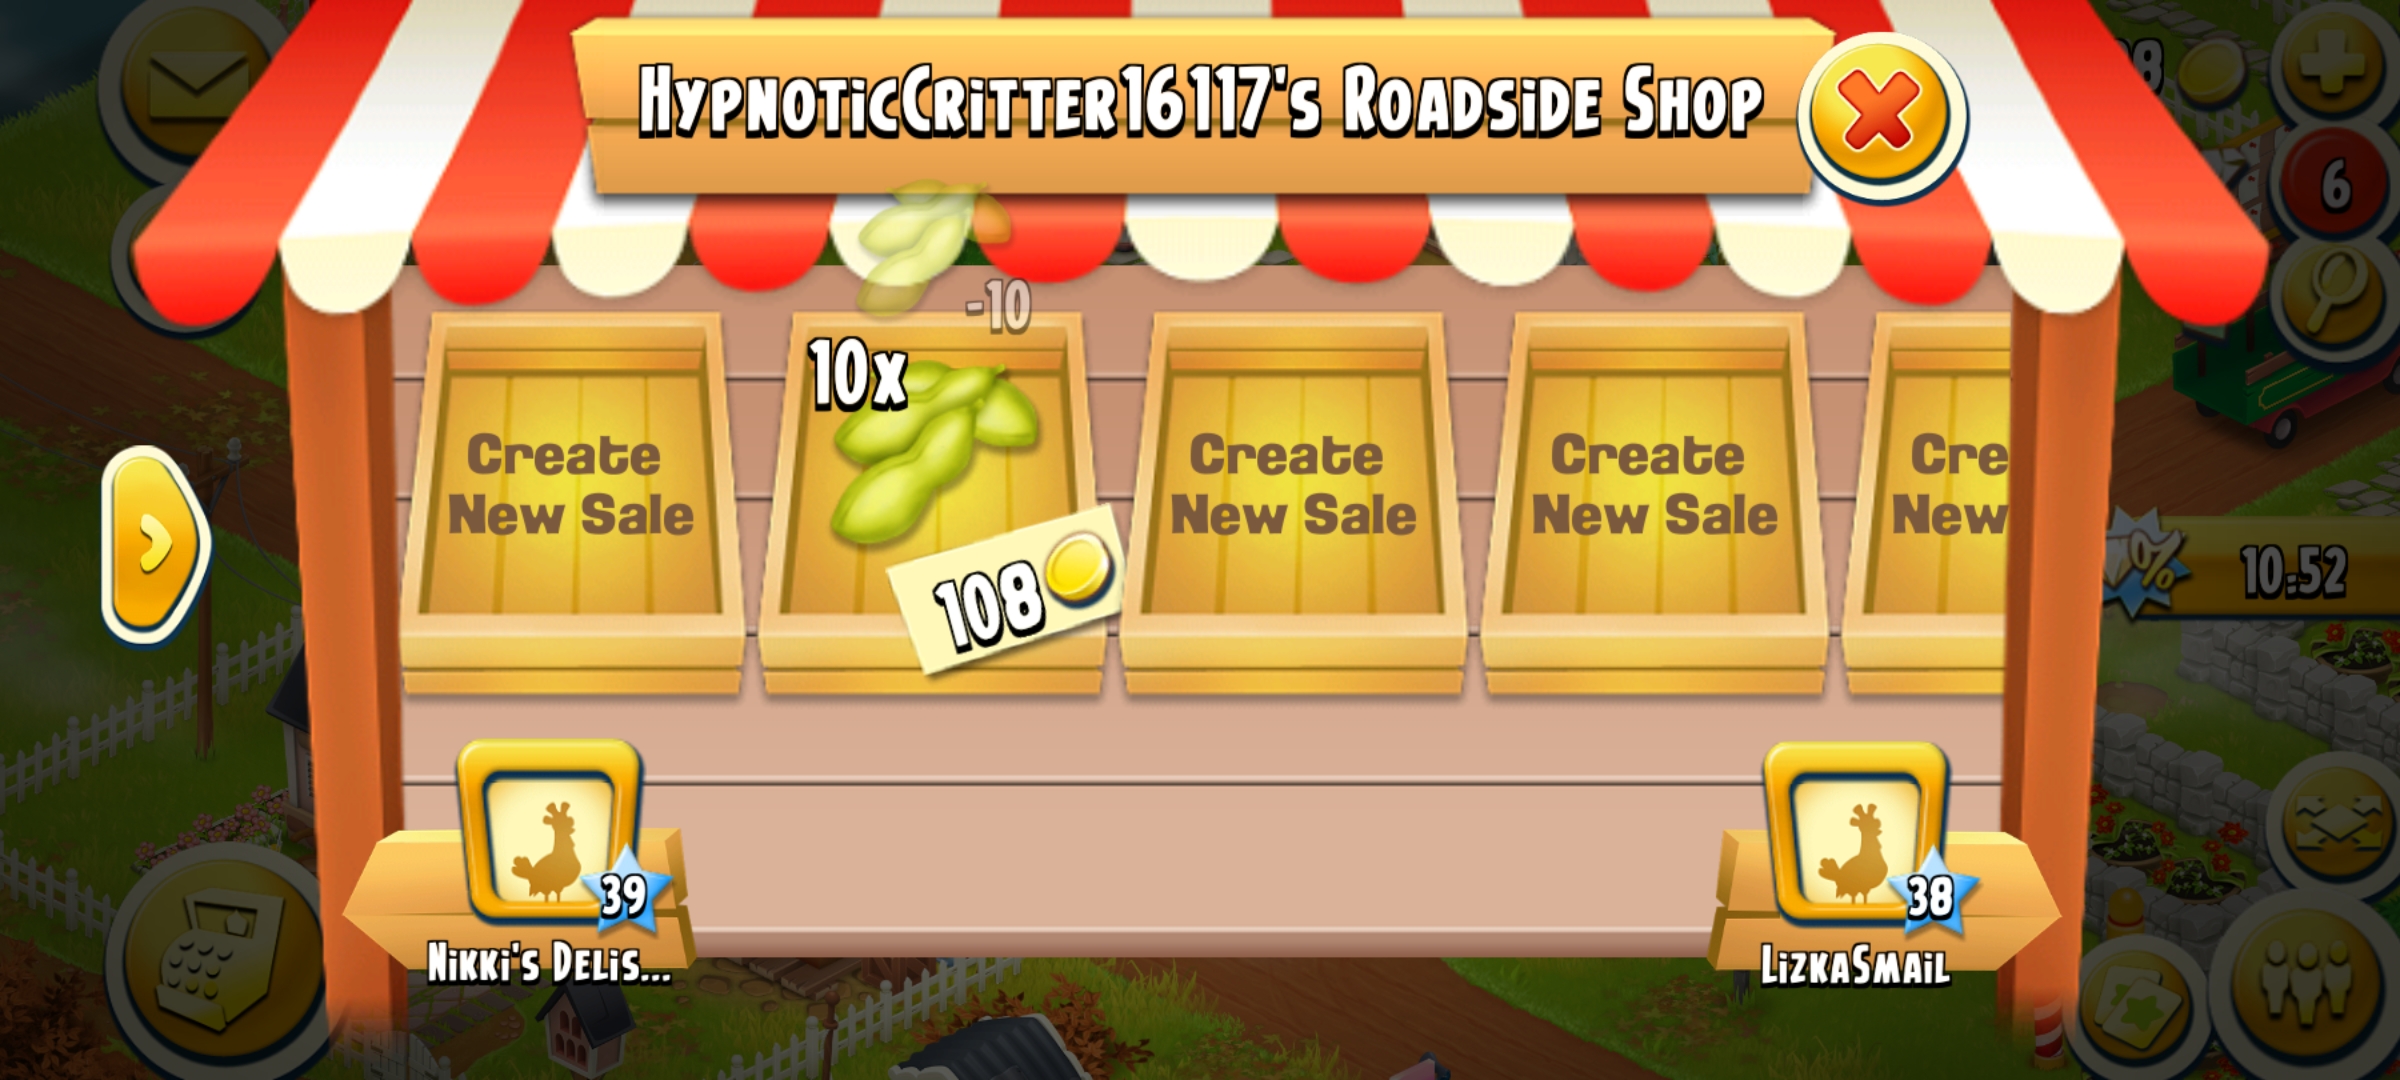 HypnoticCritter16117's Roadside Shop
6
-10
10x
Create
New Sale
108
Create
New Sale
Create
New Sale
Cre
New
10:52
39
Nikki's Delis...
38
LizkaSmail